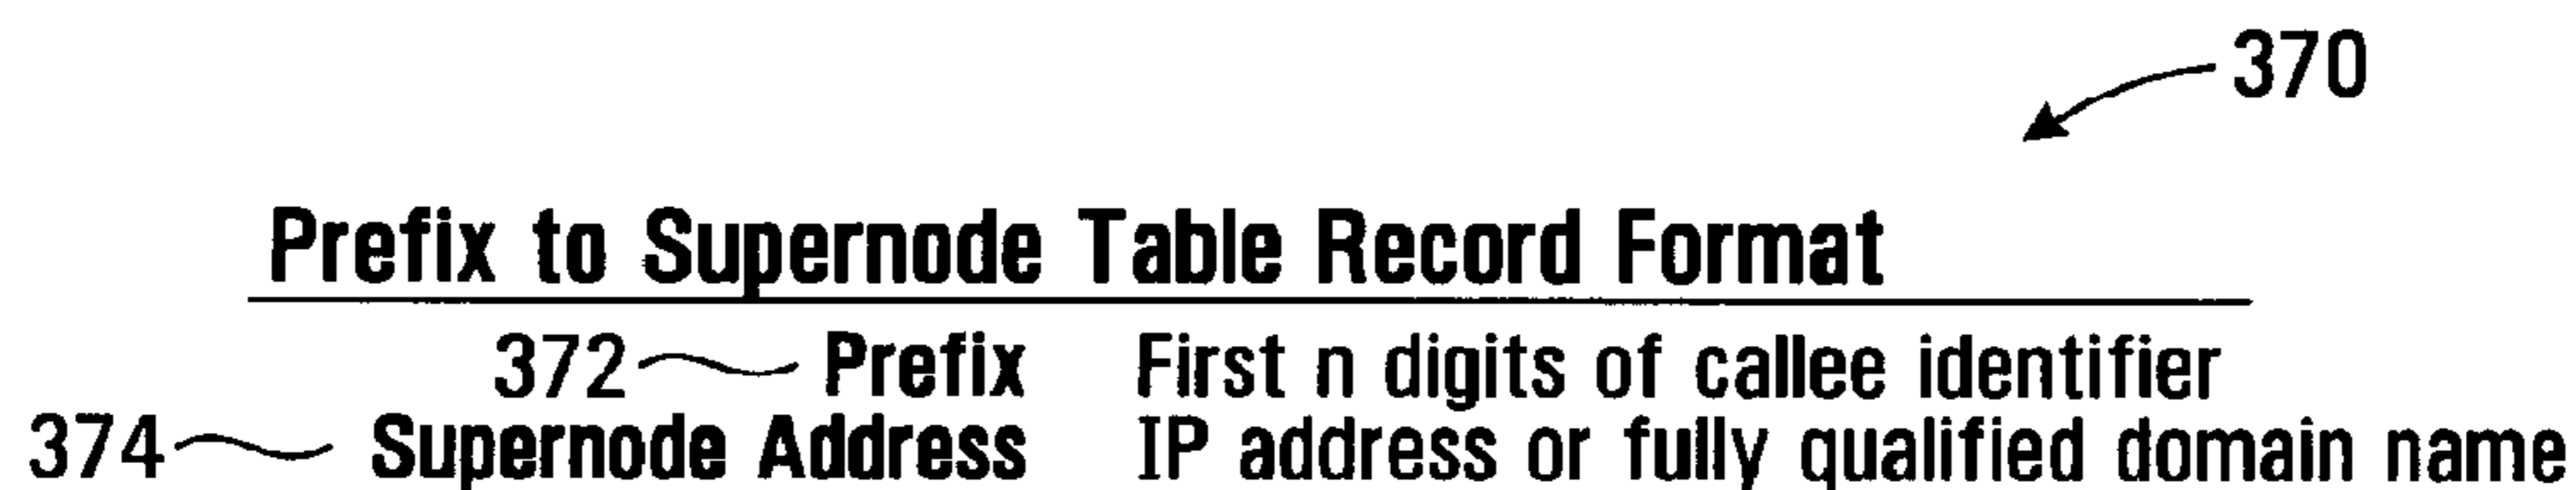 370
Prefix to Supernode Table Record Format
372 Prefix First n digits of callee identifier
374 Supernode Address IP address or fully qualified domain name